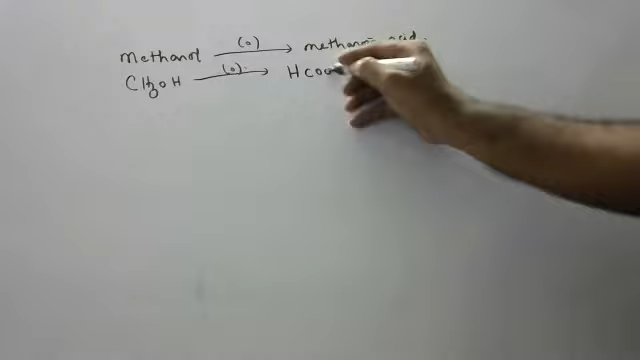 Methanol (o) → methanoic acid.
CH3OH (o). → HCOO